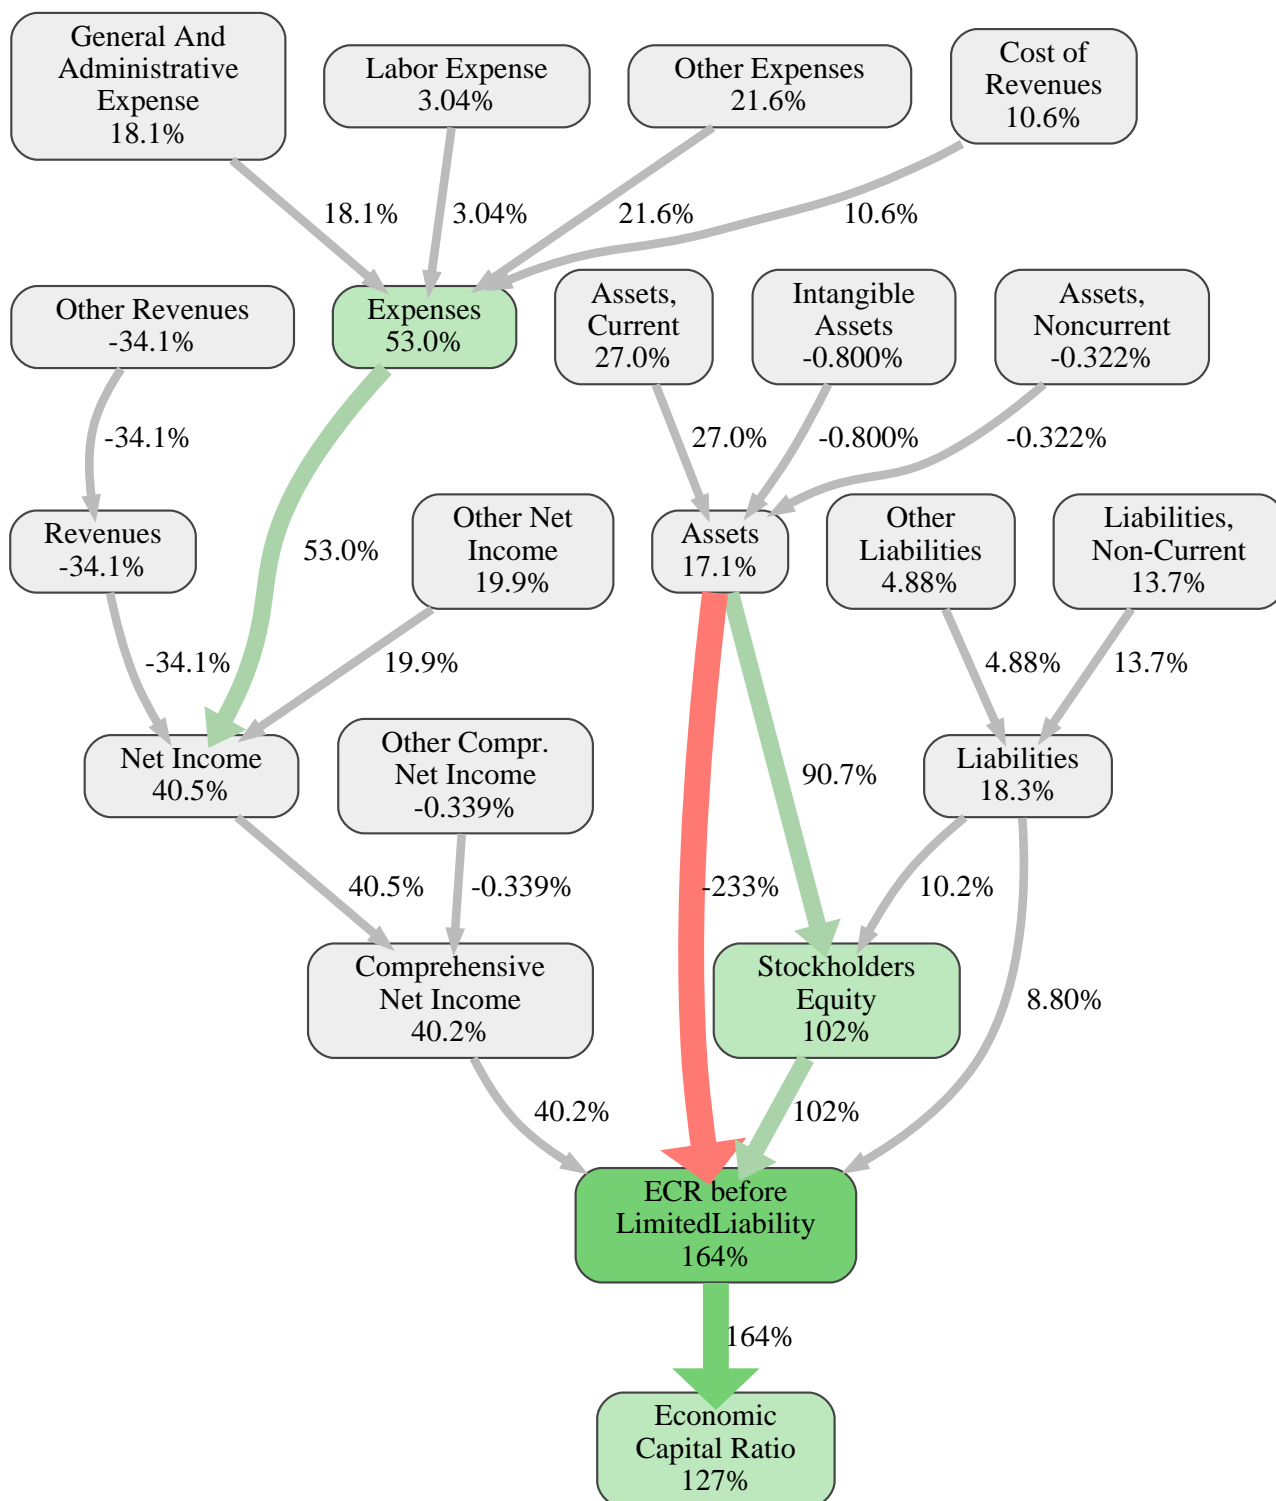 General And
Administrative
Expense
18.1%
Labor Expense
3.04%
Other Expenses
21.6%
Cost of
Revenues
10.6%
18.1%
3.04%
21.6%
10.6%
Other Revenues
-34.1%
Expenses
53.0%
Assets,
Current
27.0%
Intangible
Assets
-0.800%
Assets,
Noncurrent
-0.322%
-34.1%
27.0%
-0.800%
-0.322%
Revenues
-34.1%
53.0%
Other Net
Income
19.9%
Assets
17.1%
Other
Liabilities
4.88%
Liabilities,
Non-Current
13.7%
-34.1%
19.9%
4.88%
13.7%
Net Income
40.5%
Other Compr.
Net Income
-0.339%
90.7%
Liabilities
18.3%
40.5%
-0.339%
-233%
10.2%
Comprehensive
Net Income
40.2%
Stockholders
Equity
102%
8.80%
40.2%
102%
ECR before
LimitedLiability
164%
164%
Economic
Capital Ratio
127%